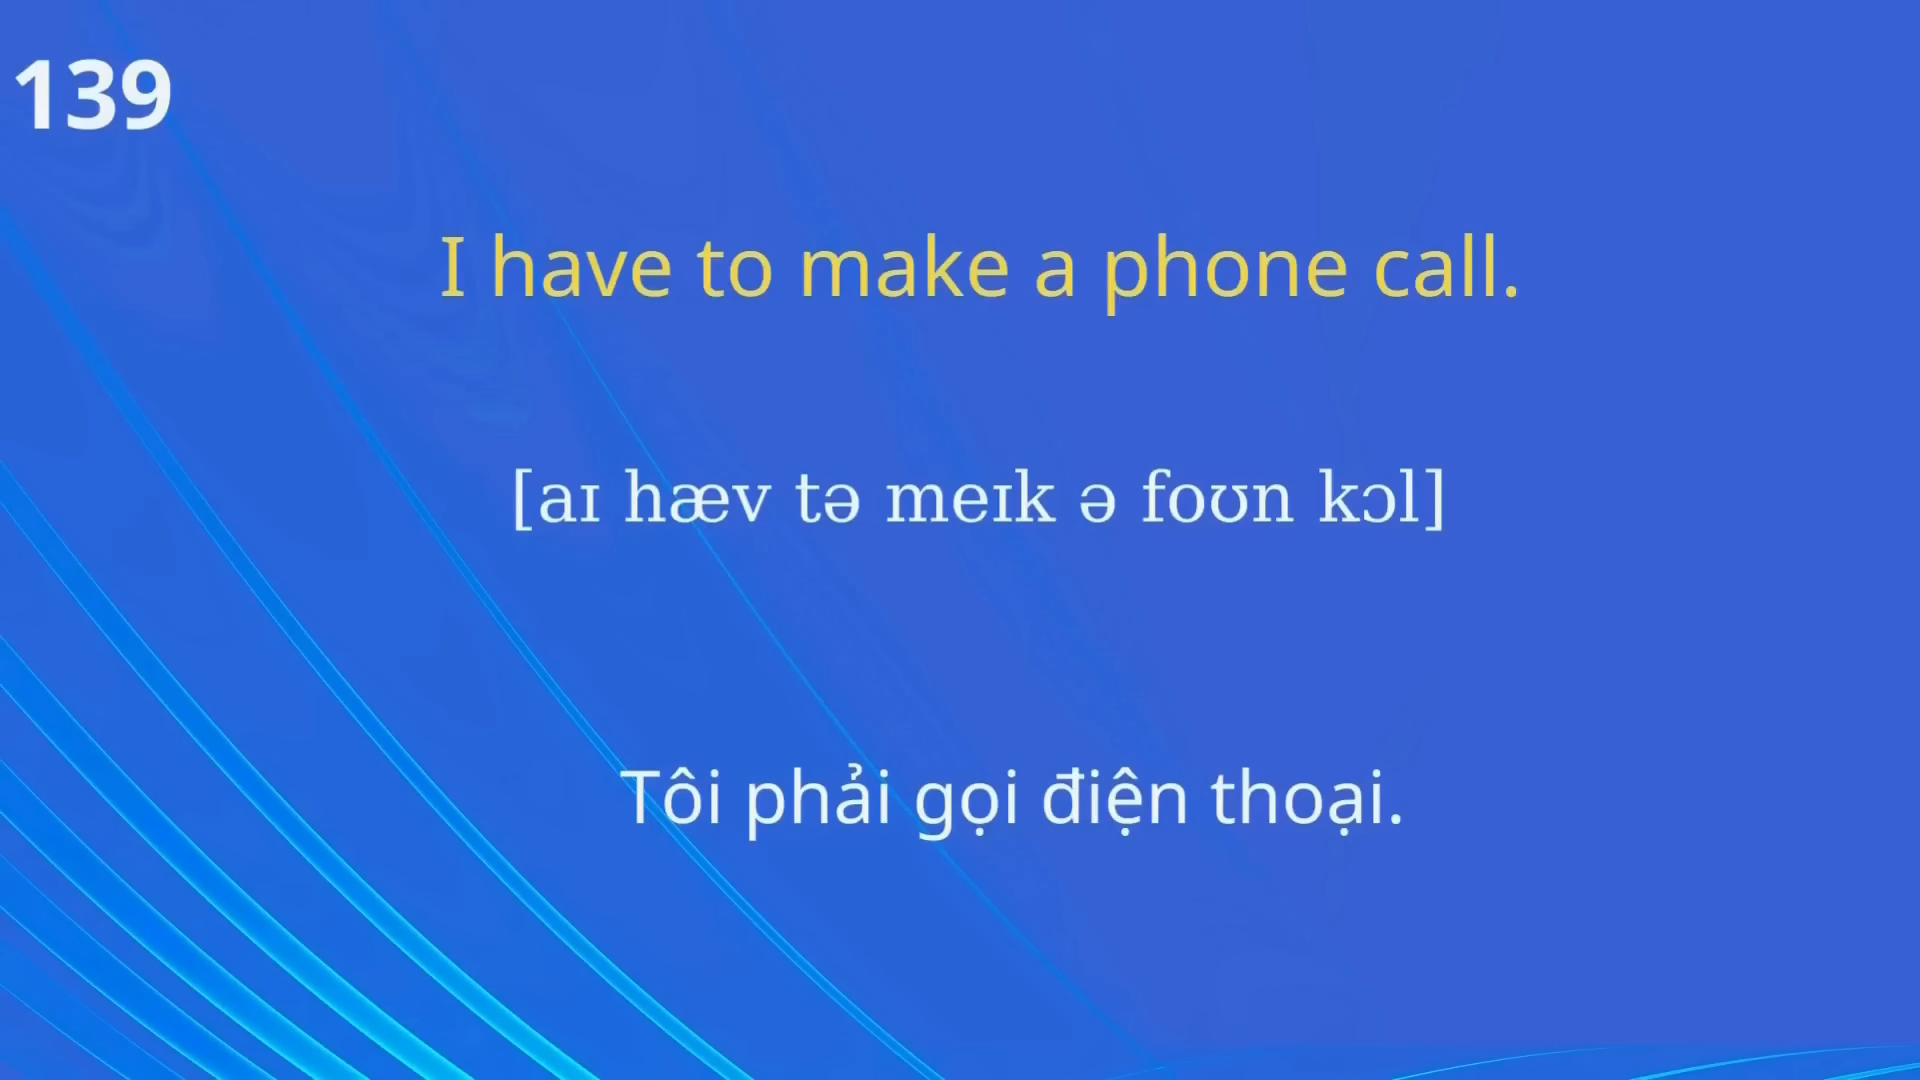 139
I have to make a phone call.
[aɪ hæv tə meɪk ə foʊn kɔl]
Tôi phải gọi điện thoại.